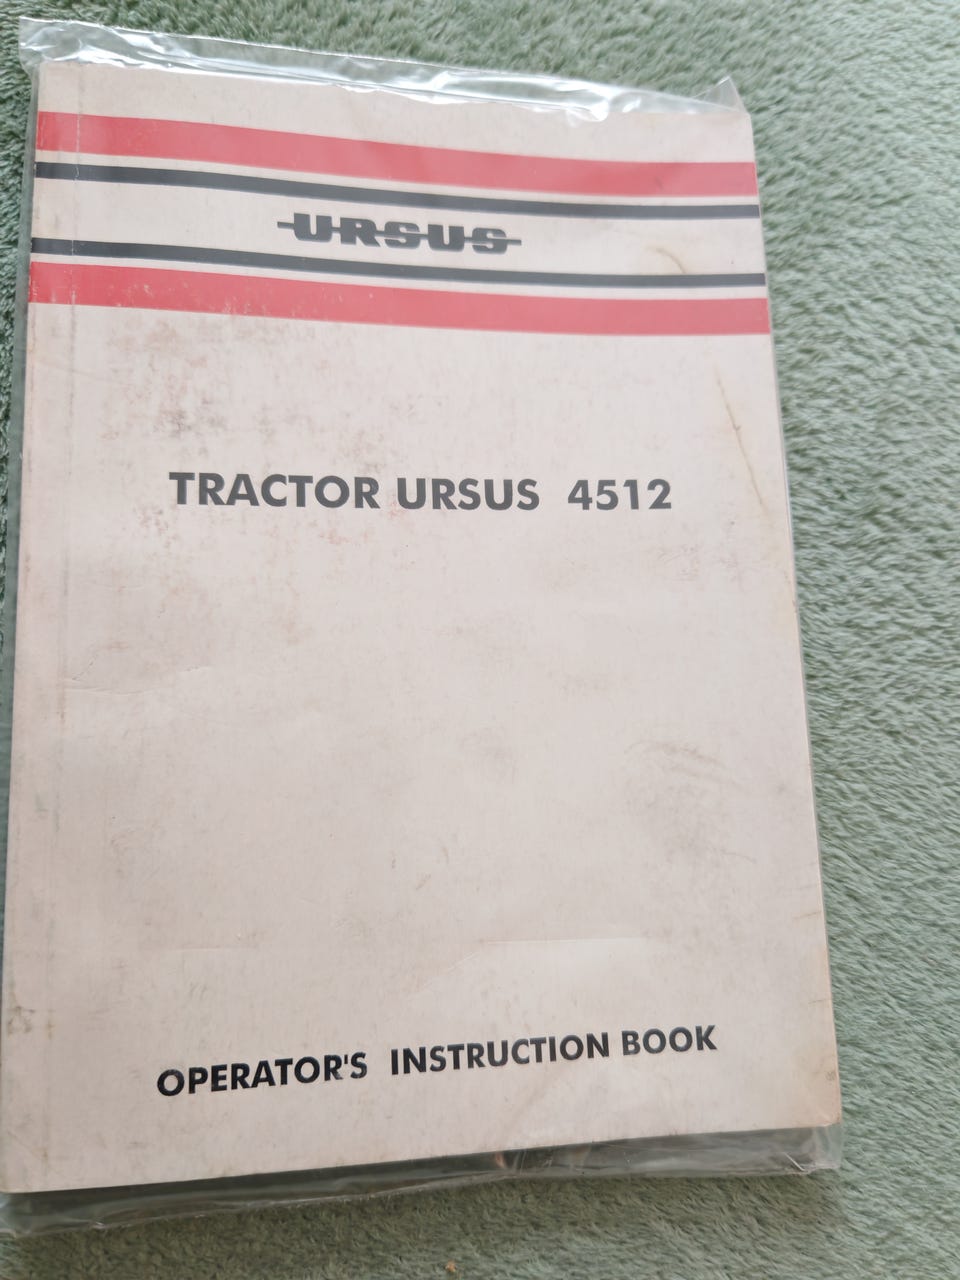 URSUS
TRACTOR URSUS 4512
OPERATOR'S INSTRUCTION BOOK